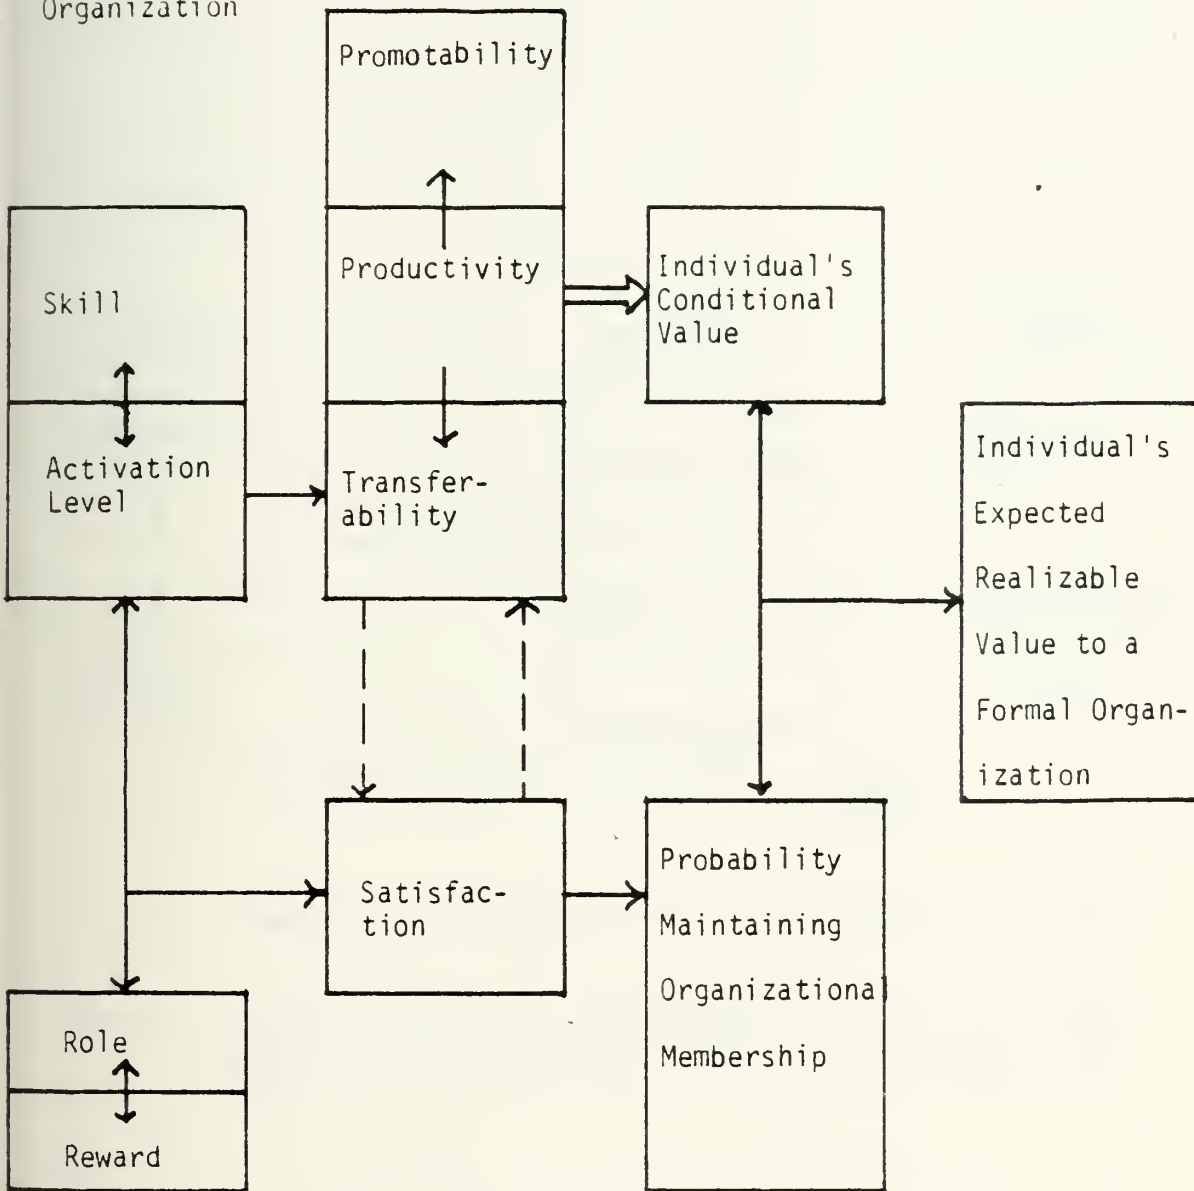 Organization
Promotability
Skill
Productivity
Individual's
Conditional
Value
Activation
Level
Transfer-
ability
Individual's
Expected
Realizable
Value to a
Formal Organ-
ization
Satisfac-
tion
Probability
Maintaining
Organizational
Membership
Role
Reward